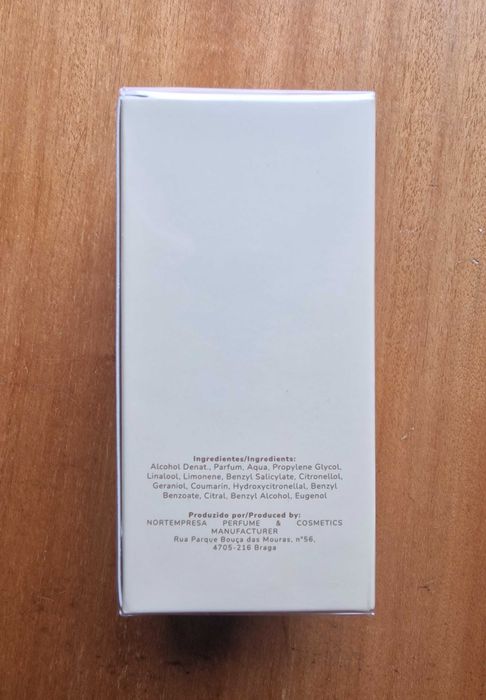 Ingredientes/Ingredients:
Alcohol Denat., Parfum, Aqua, Propylene Glycol,
Linalool, Limonene, Benzyl Salicylate, Citronellol,
Geraniol, Coumarin, Hydroxycitronellal, Benzyl
Benzoate, Citral, Benzyl Alcohol, Eugenol
Produzido por/Produced by:
NORTEMPRESA PERFUME & COSMETICS
MANUFACTURER
Rua Parque Bouça das Mouras, nº56,
4705-216 Braga